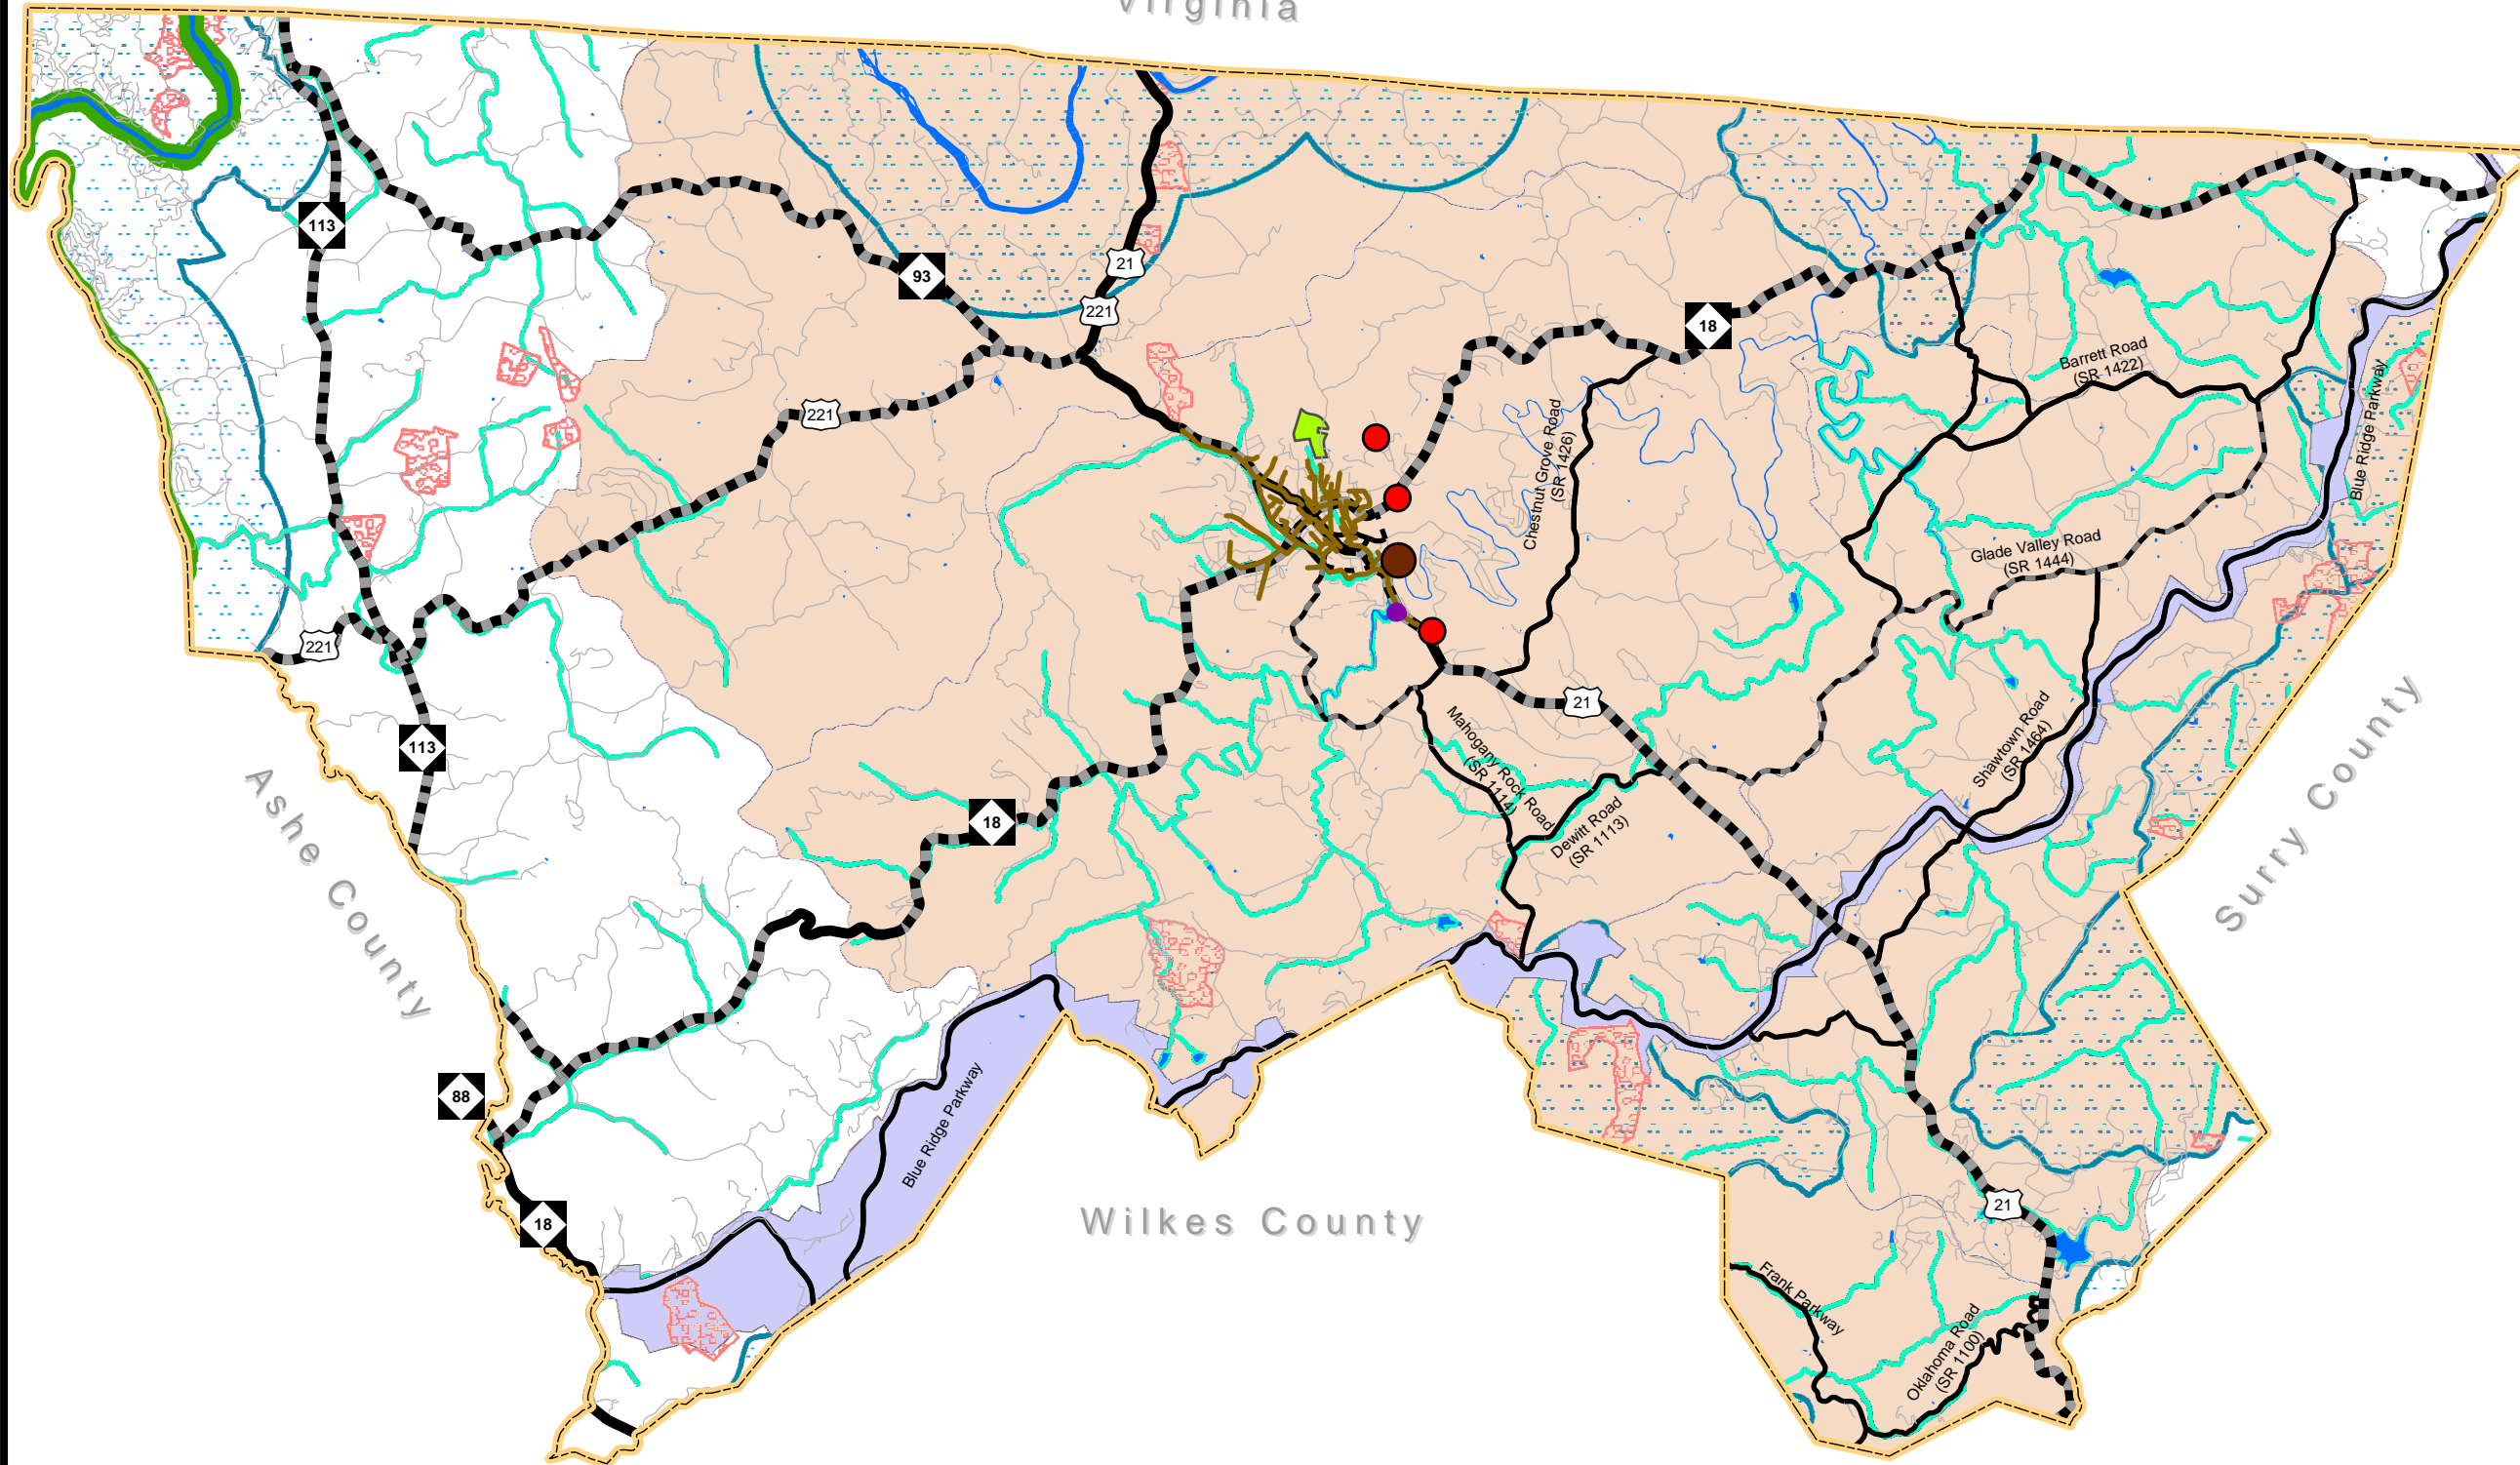 Virginia
113
93
21
221
18
Barrett Road
(SR 1422)
Blue Ridge Parkway
221
Chestnut Grove Road
(SR 1426)
Glade Valley Road
(SR 1444)
221
21
113
Mahogany Rock Road
(SR 1114)
Shawtown Road
(SR 1464)
Surry County
Ashe County
18
Dewitt Road
(SR 1113)
88
Blue Ridge Parkway
Wilkes County
18
21
Frank Parkway
Oklahoma Road
(SR 1100)